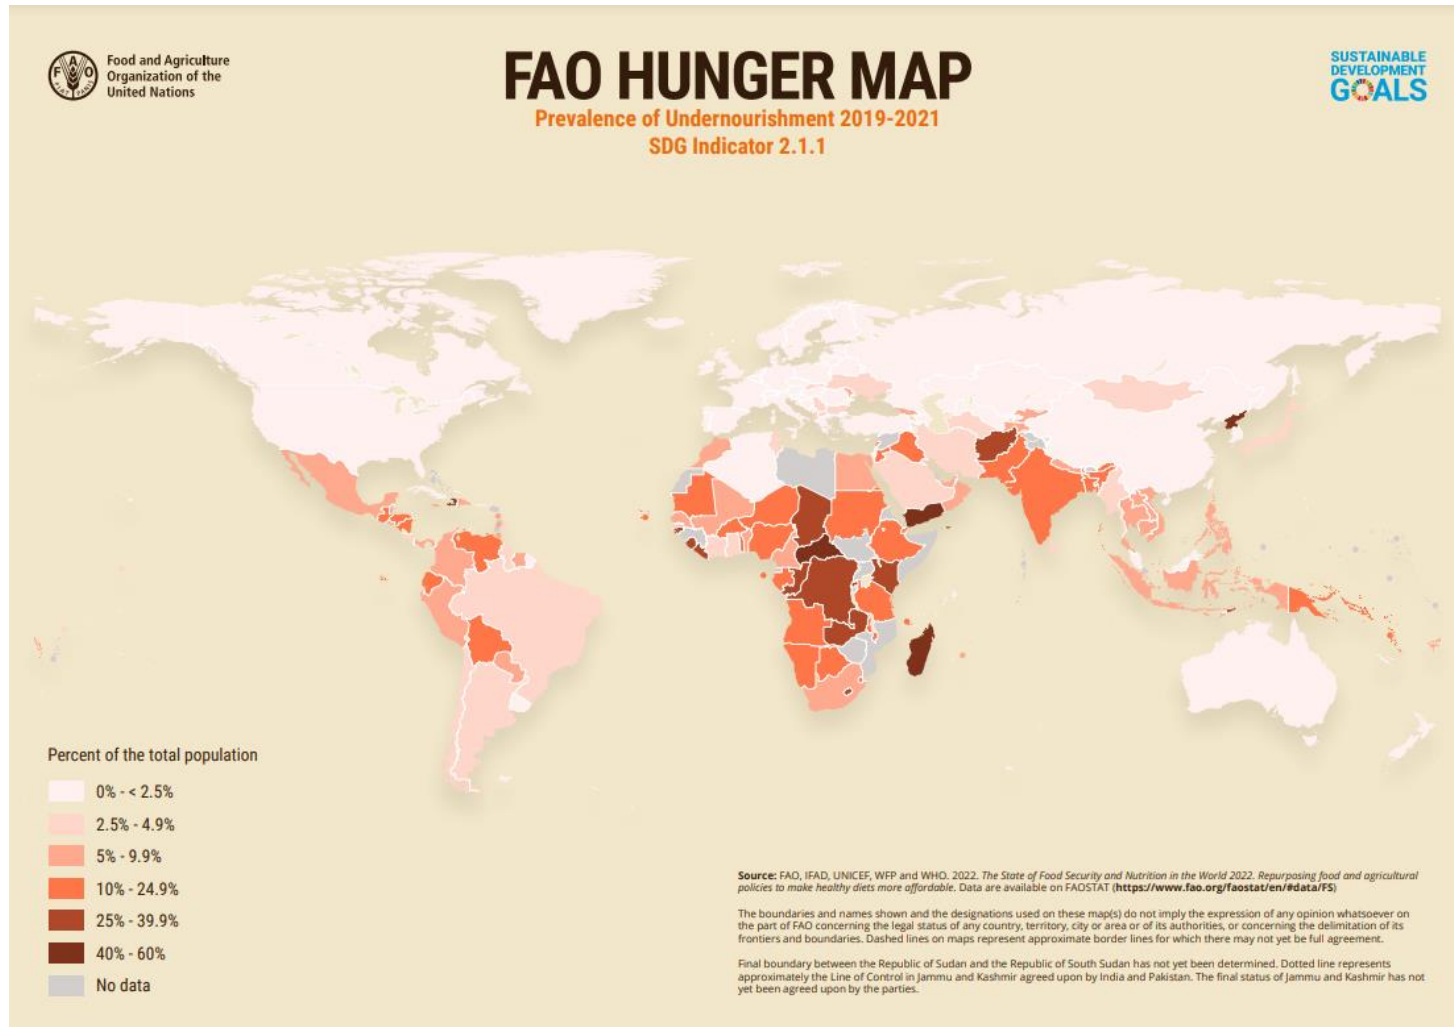 Food and Agriculture
Organization of the
United Nations
F A O
FIAT PANIS
FAO HUNGER MAP
Prevalence of Undernourishment 2019-2021
SDG Indicator 2.1.1
SUSTAINABLE
DEVELOPMENT
GOALS
Percent of the total population
0% - < 2.5%
2.5% - 4.9%
5% - 9.9%
10% - 24.9%
25% - 39.9%
40% - 60%
No data
Source: FAO, IFAD, UNICEF, WFP and WHO. 2022. The State of Food Security and Nutrition in the World 2022. Repurposing food and agricultural
policies to make healthy diets more affordable. Data are available on FAOSTAT (https://www.fao.org/faostat/en/#data/FS)
The boundaries and names shown and the designations used on these map(s) do not imply the expression of any opinion whatsoever on
the part of FAO concerning the legal status of any country, territory, city or area or of its authorities, or concerning the delimitation of its
frontiers and boundaries. Dashed lines on maps represent approximate border lines for which there may not yet be full agreement.
Final boundary between the Republic of Sudan and the Republic of South Sudan has not yet been determined. Dotted line represents
approximately the Line of Control in Jammu and Kashmir agreed upon by India and Pakistan. The final status of Jammu and Kashmir has not
yet been agreed upon by the parties.